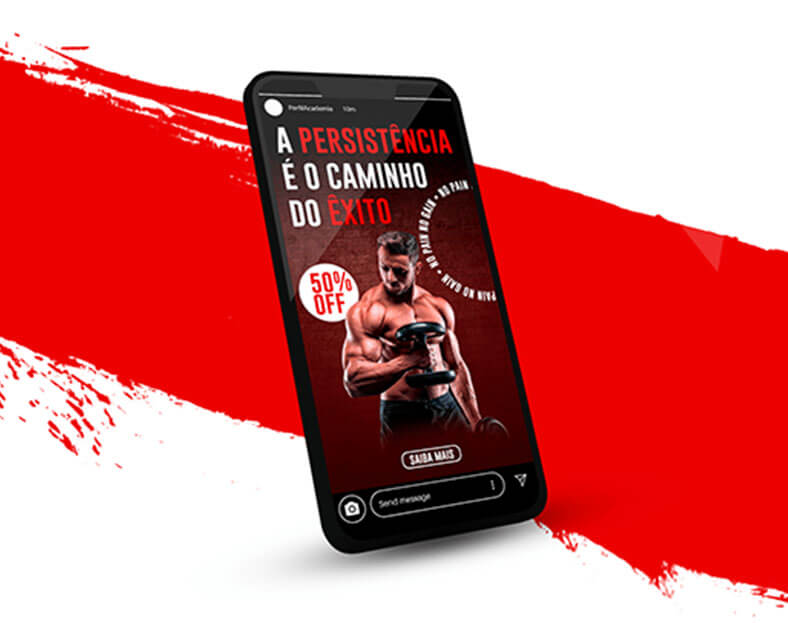 PerfilAcademia 10m
A PERSISTÊNCIA
É O CAMINHO
DO ÊXITO
NO PAIN NO GAIN • NO PAIN NO GAIN • NO PAIN
50%
OFF
SAIBA MAIS
Send message